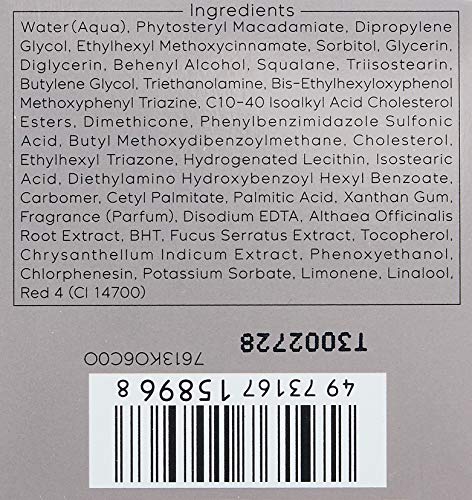 Ingredients
Water(Aqua), Phytosteryl Macadamiate, Dipropylene
Glycol, Ethylhexyl Methoxycinnamate, Sorbitol, Glycerin,
Diglycerin, Behenyl Alcohol, Squalane, Triisostearin,
Butylene Glycol, Triethanolamine, Bis-Ethylhexyloxyphenol
Methoxyphenyl Triazine, C10-40 Isoalkyl Acid Cholesterol
Esters, Dimethicone, Phenylbenzimidazole Sulfonic
Acid, Butyl Methoxydibenzoylmethane, Cholesterol,
Ethylhexyl Triazone, Hydrogenated Lecithin, Isostearic
Acid, Diethylamino Hydroxybenzoyl Hexyl Benzoate,
Carbomer, Cetyl Palmitate, Palmitic Acid, Xanthan Gum,
Fragrance (Parfum), Disodium EDTA, Althaea Officinalis
Root Extract, BHT, Fucus Serratus Extract, Tocopherol,
Chrysanthellum Indicum Extract, Phenoxyethanol,
Chlorphenesin, Potassium Sorbate, Limonene, Linalool,
Red 4 (CI 14700)
T3002728
7613KO6C00
4 973167 158968